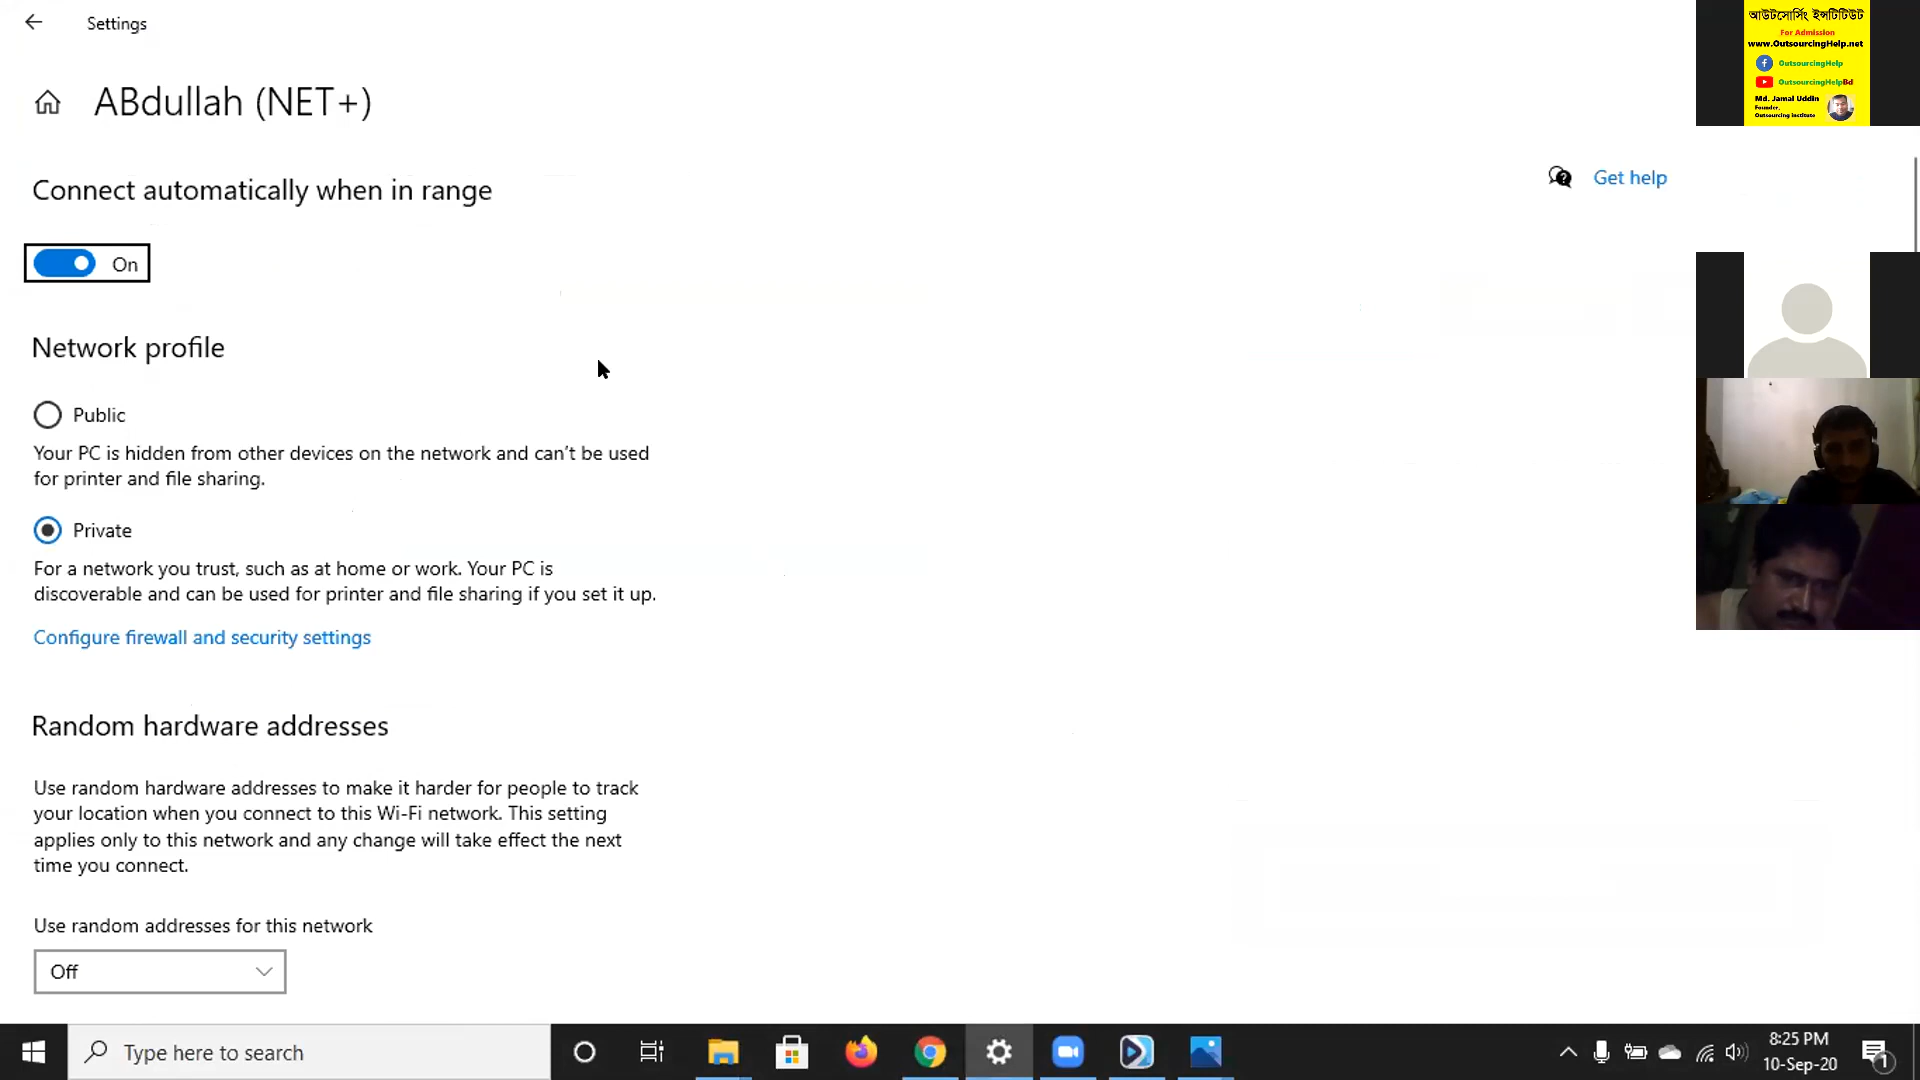 Settings
ABdullah (NET+)
Connect automatically when in range
On
Get help
Network profile
Public
Your PC is hidden from other devices on the network and can't be used
for printer and file sharing.
Private
For a network you trust, such as at home or work. Your PC is
discoverable and can be used for printer and file sharing if you set it up.
Configure firewall and security settings
Random hardware addresses
Use random hardware addresses to make it harder for people to track
your location when you connect to this Wi-Fi network. This setting
applies only to this network and any change will take effect the next
time you connect.
Use random addresses for this network
Off
আউটসোর্সিং ইন্সটিটিউট
For Admission
www.OutsourcingHelp.net
OutsourcingHelp
OutsourcingHelpBd
Md. Jamal Uddin
Founder,
Outsourcing Institute
Type here to search
8:25 PM
10-Sep-20
1